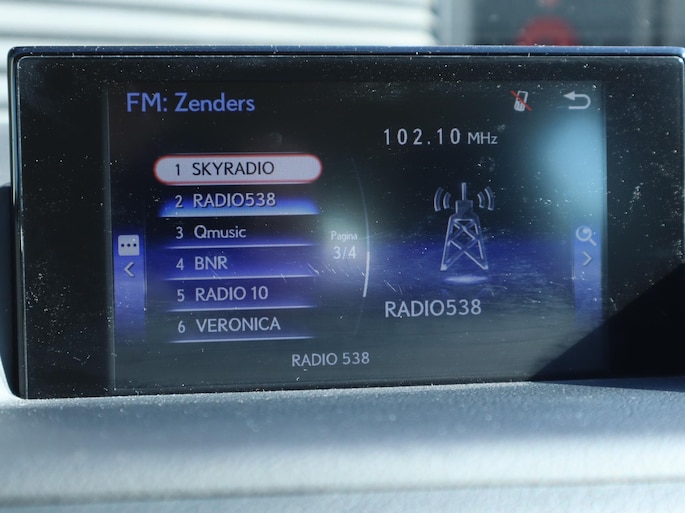 FM: Zenders
102.10 MHz
1 SKYRADIO
2 RADIO538
3 Qmusic
4 BNR
5 RADIO 10
6 VERONICA
Pagina
3/4
RADIO538
RADIO 538